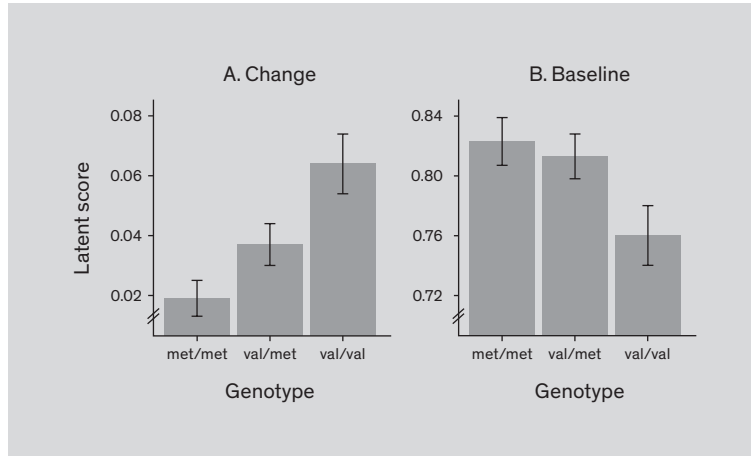 A. Change
B. Baseline
Latent score
0.08
0.06
0.04
0.02
met/met val/met val/val
Genotype
0.84
0.80
0.76
0.72
met/met val/met val/val
Genotype